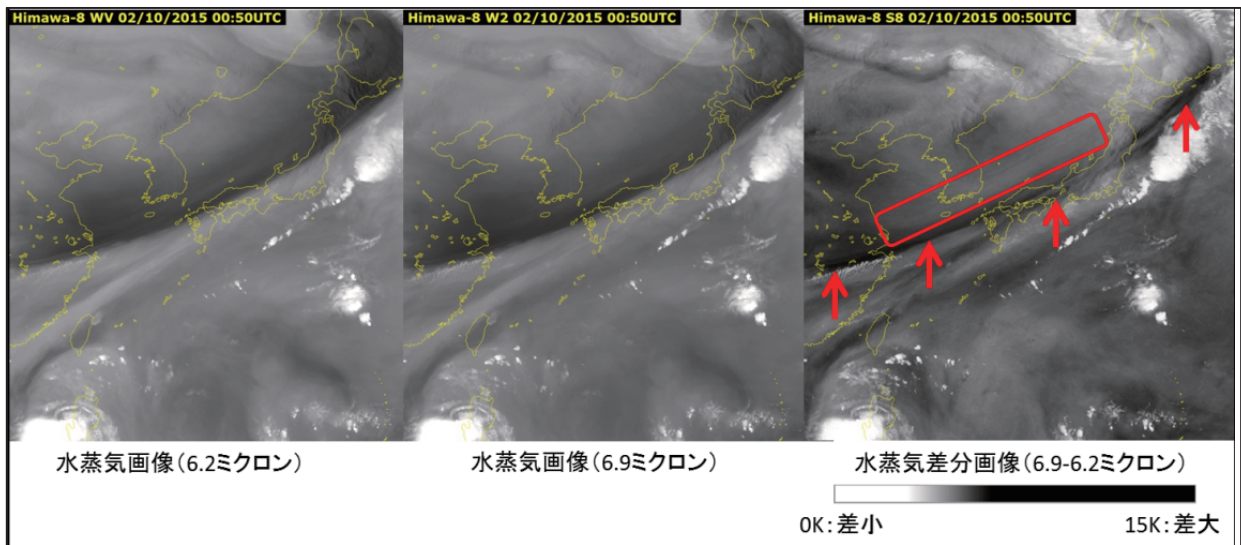 Himawa-8 WV 02/10/2015 00:50UTC
Himawa-8 W2 02/10/2015 00:50UTC
Himawa-8 S8 02/10/2015 00:50UTC
水蒸気画像(6.2ミクロン)
水蒸気画像(6.9ミクロン)
水蒸気差分画像(6.9-6.2ミクロン)
0K:差小
15K:差大